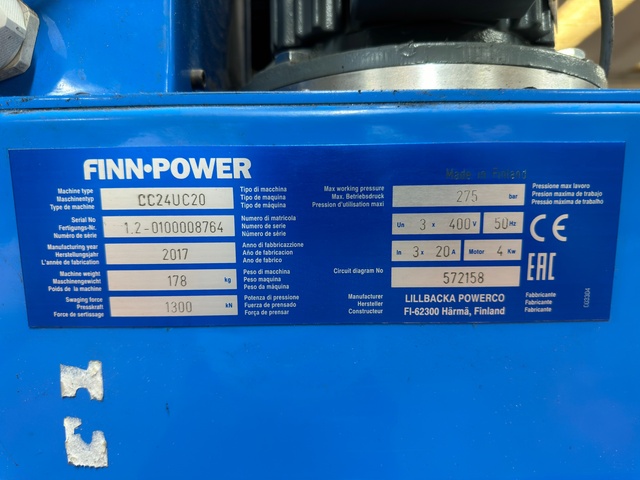 FINN•POWER
Made in Finland
Machine type
Maschinentyp
Type de machine
CC24UC20
Tipo di macchina
Tipo de máquina
Tipo de máquina
Serial No
Fertigungs-Nr.
Numéro de série
1.2-0100008764
Numero di matricola
Numero de serie
Número de série
Manufacturing year
Herstellungsjahr
L'année de fabrication
2017
Anno di fabbricazione
Año de fabricacion
Ano de fabrico
Machine weight
Maschinengewicht
Poids de la machine
178 kg
Peso di macchina
Peso maquina
Peso da máquina
Swaging force
Presskraft
Force de sertissage
1300 kN
Potenza di pressione
Fuerza de prensado
Força de prensar
Max working pressure
Max. Betriebsdruck
Pression d'utilisation maxi
275 bar
Pressione max lavoro
Presión maxima de trabajo
Pressão máxima de trabalho
Un 3 x 400 V 50 Hz
In 3 x 20 A Motor 4 Kw
Circuit diagram No
572158
Manufacturer
Hersteller
Constructeur
LILLBACKA POWERCO
FI-62300 Härmä, Finland
Fabbricante
Fabricante
Fabricante
CE
EAC